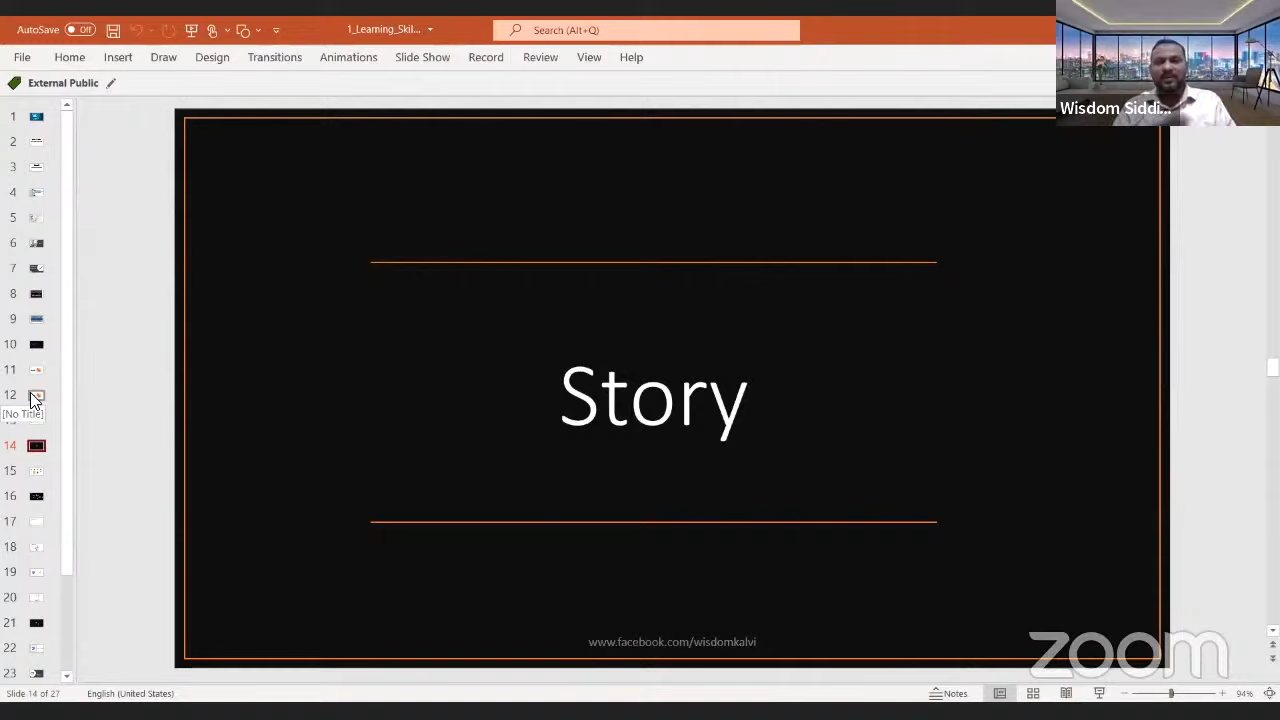 AutoSave Off
1_Learning_Skil...
Search (Alt+Q)
File Home Insert Draw Design Transitions Animations Slide Show Record Review View Help
External Public
Wisdom Siddi...
2
3
4
5
6
7
8
9
10
11
12
[No Title]
14
15
16
17
18
19
20
21
22
23
Story
www.facebook.com/wisdomkalvi
zoom
Slide 14 of 27 English (United States) Notes 94%